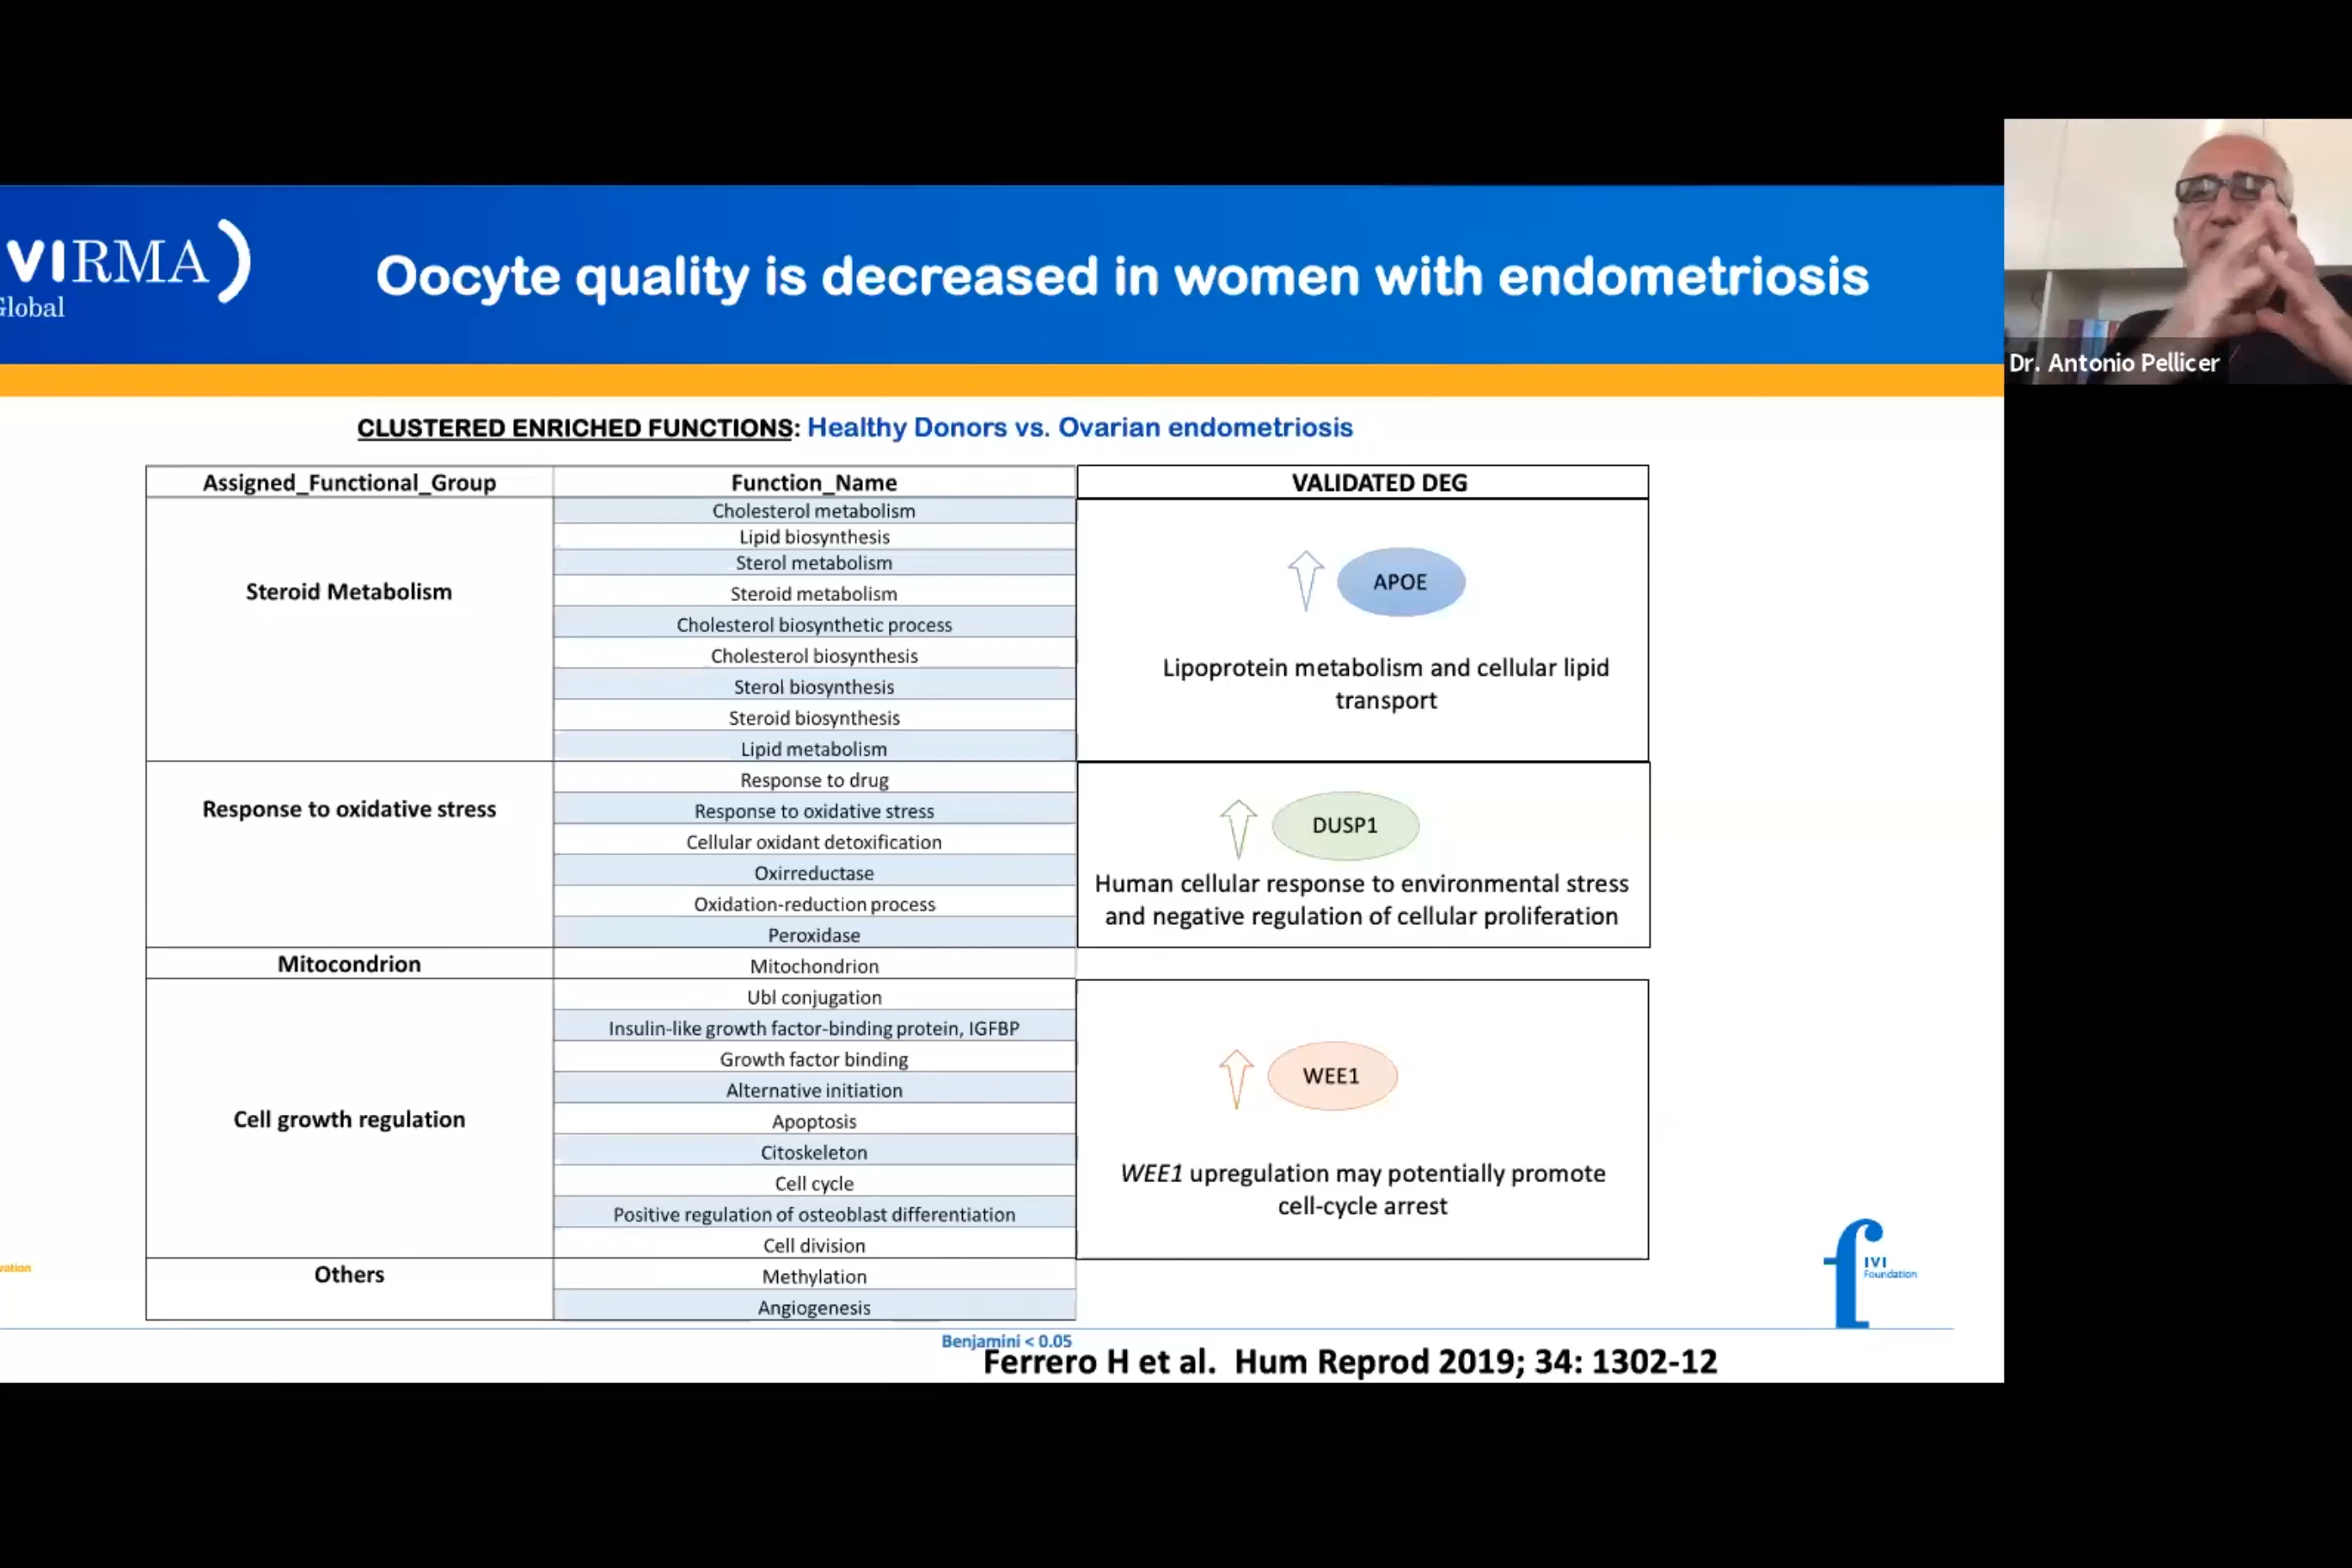 VIRMA
Global
Oocyte quality is decreased in women with endometriosis
Dr. Antonio Pellicer
CLUSTERED ENRICHED FUNCTIONS: Healthy Donors vs. Ovarian endometriosis
Assigned_Functional_Group
Function_Name
VALIDATED DEG
Steroid Metabolism
Cholesterol metabolism
Lipid biosynthesis
Sterol metabolism
Steroid metabolism
Cholesterol biosynthetic process
Cholesterol biosynthesis
Sterol biosynthesis
Steroid biosynthesis
Lipid metabolism
APOE
Lipoprotein metabolism and cellular lipid
transport
Response to oxidative stress
Response to drug
Response to oxidative stress
Cellular oxidant detoxification
Oxirreductase
Oxidation-reduction process
Peroxidase
DUSP1
Human cellular response to environmental stress
and negative regulation of cellular proliferation
Mitocondrion
Mitochondrion
Cell growth regulation
Ubl conjugation
Insulin-like growth factor-binding protein, IGFBP
Growth factor binding
Alternative initiation
Apoptosis
Citoskeleton
Cell cycle
Positive regulation of osteoblast differentiation
Cell division
WEE1
WEE1 upregulation may potentially promote
cell-cycle arrest
Others
Methylation
Angiogenesis
IVI
Foundation
Benjamini < 0.05
Ferrero H et al. Hum Reprod 2019; 34: 1302-12